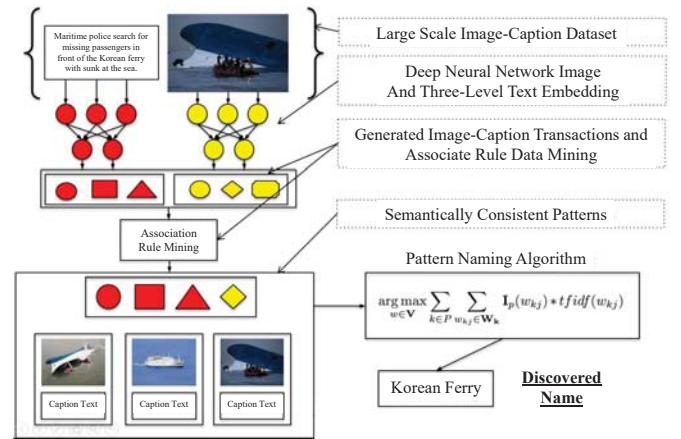 Maritime police search for
missing passengers in
front of the Korean ferry
with sunk at the sea.
Large Scale Image-Caption Dataset
Deep Neural Network Image
And Three-Level Text Embedding
Generated Image-Caption Transactions and
Associate Rule Data Mining
Association
Rule Mining
Semantically Consistent Patterns
Pattern Naming Algorithm
arg max w∈V ∑ k∈P ∑ w_kj∈W_k I_p(w_kj) * tfidf(w_kj)
Caption Text
Caption Text
Caption Text
Korean Ferry
Discovered
Name